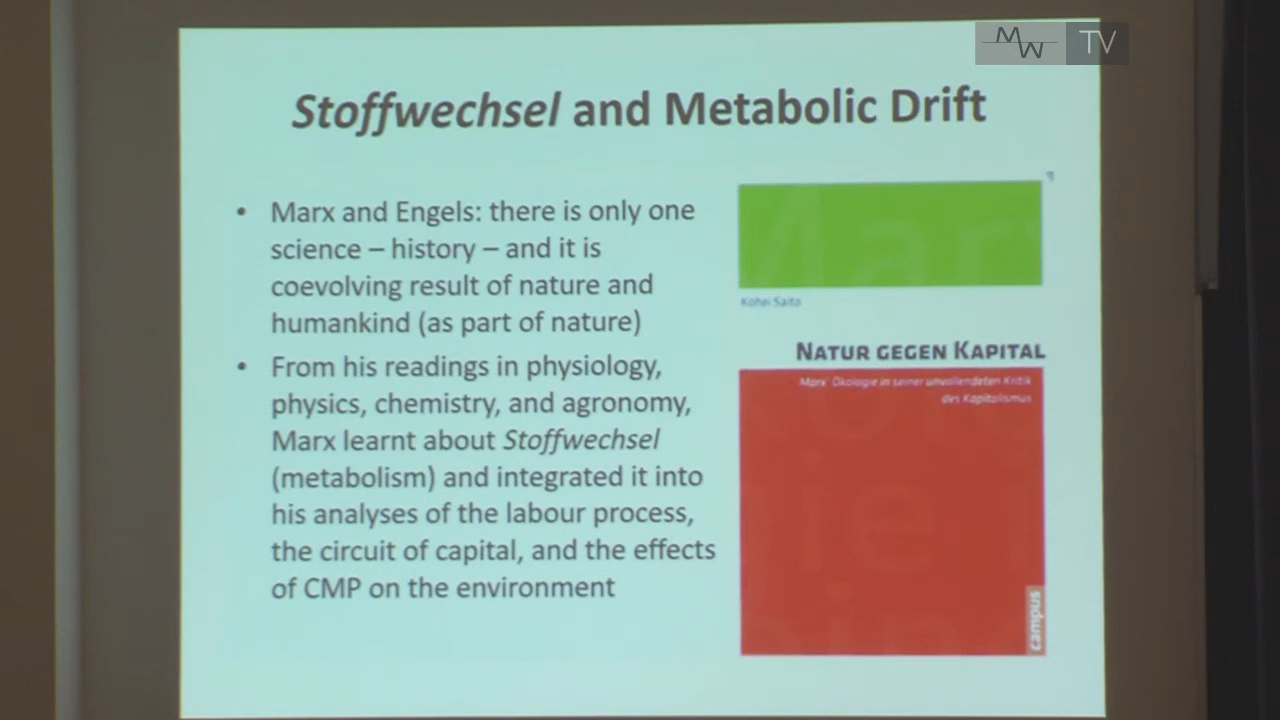 MW TV
Stoffwechsel and Metabolic Drift
• Marx and Engels: there is only one
science – history – and it is
coevolving result of nature and
humankind (as part of nature)
• From his readings in physiology,
physics, chemistry, and agronomy,
Marx learnt about Stoffwechsel
(metabolism) and integrated it into
his analyses of the labour process,
the circuit of capital, and the effects
of CMP on the environment
Kohei Saito
NATUR GEGEN KAPITAL
Marx' Ökologie in seiner unvollendeten Kritik
des Kapitalismus
campus